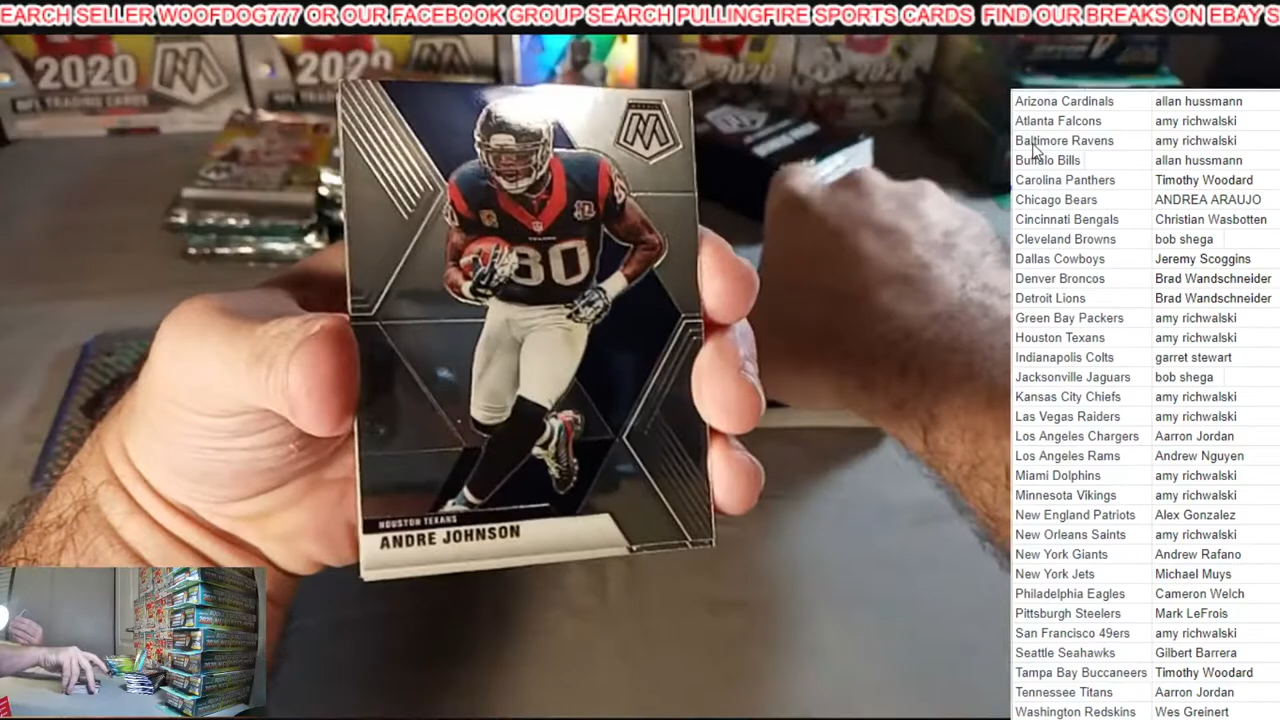 EARCH SELLER WOOFDOG777 OR OUR FACEBOOK GROUP SEARCH PULLINGFIRE SPORTS CARDS FIND OUR BREAKS ON EBAY S
2020
NFL TRADING CARDS
2020
2020
2020
80
HOUSTON TEXANS
ANDRE JOHNSON
Arizona Cardinals allan hussmann
Atlanta Falcons amy richwalski
Baltimore Ravens amy richwalski
Buffalo Bills allan hussmann
Carolina Panthers Timothy Woodard
Chicago Bears ANDREA ARAUJO
Cincinnati Bengals Christian Wasbotten
Cleveland Browns bob shega
Dallas Cowboys Jeremy Scoggins
Denver Broncos Brad Wandschneider
Detroit Lions Brad Wandschneider
Green Bay Packers amy richwalski
Houston Texans amy richwalski
Indianapolis Colts garret stewart
Jacksonville Jaguars bob shega
Kansas City Chiefs amy richwalski
Las Vegas Raiders amy richwalski
Los Angeles Chargers Aarron Jordan
Los Angeles Rams Andrew Nguyen
Miami Dolphins amy richwalski
Minnesota Vikings amy richwalski
New England Patriots Alex Gonzalez
New Orleans Saints amy richwalski
New York Giants Andrew Rafano
New York Jets Michael Muys
Philadelphia Eagles Cameron Welch
Pittsburgh Steelers Mark LeFrois
San Francisco 49ers amy richwalski
Seattle Seahawks Gilbert Barrera
Tampa Bay Buccaneers Timothy Woodard
Tennessee Titans Aarron Jordan
Washington Redskins Wes Greinert